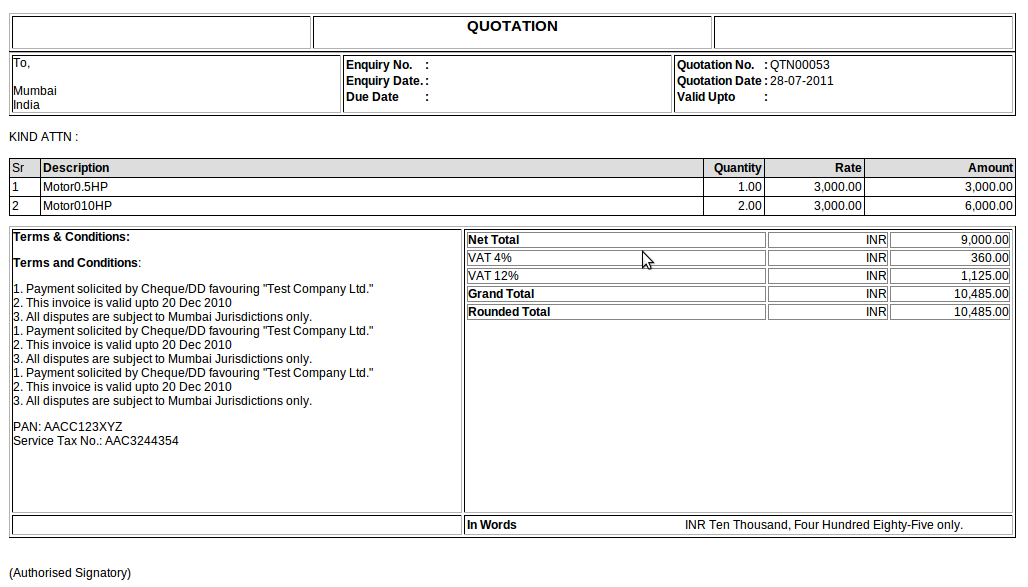 QUOTATION
To,
Mumbai
India
Enquiry No. :
Enquiry Date. :
Due Date :
Quotation No. : QTN00053
Quotation Date : 28-07-2011
Valid Upto :
KIND ATTN :
Sr Description Quantity Rate Amount
1 Motor0.5HP 1.00 3,000.00 3,000.00
2 Motor010HP 2.00 3,000.00 6,000.00
Terms & Conditions:
Terms and Conditions:
1. Payment solicited by Cheque/DD favouring "Test Company Ltd."
2. This invoice is valid upto 20 Dec 2010
3. All disputes are subject to Mumbai Jurisdictions only.
1. Payment solicited by Cheque/DD favouring "Test Company Ltd."
2. This invoice is valid upto 20 Dec 2010
3. All disputes are subject to Mumbai Jurisdictions only.
1. Payment solicited by Cheque/DD favouring "Test Company Ltd."
2. This invoice is valid upto 20 Dec 2010
3. All disputes are subject to Mumbai Jurisdictions only.
PAN: AACC123XYZ
Service Tax No.: AAC3244354
Net Total INR 9,000.00
VAT 4% INR 360.00
VAT 12% INR 1,125.00
Grand Total INR 10,485.00
Rounded Total INR 10,485.00
In Words INR Ten Thousand, Four Hundred Eighty-Five only.
(Authorised Signatory)